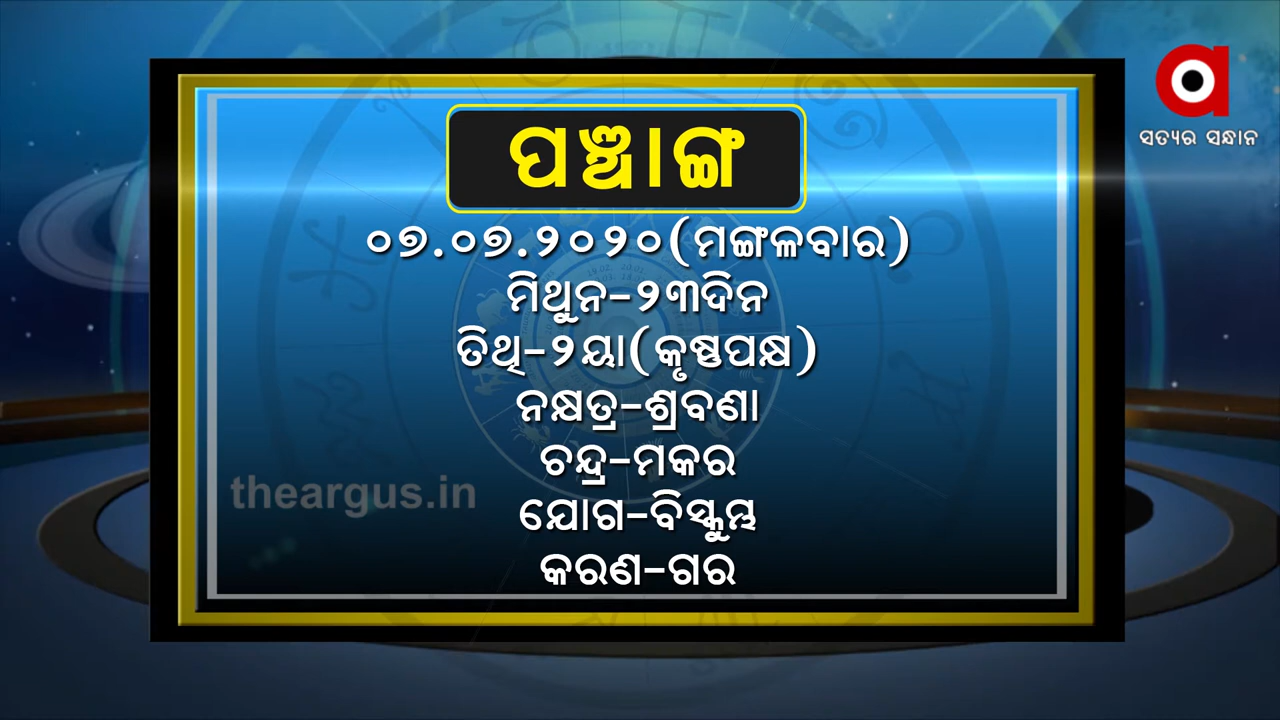 ପଞ୍ଚାଙ୍ଗ
ସତ୍ୟର ସନ୍ଧାନ
୦୭.୦୭.୨୦୨୦(ମଙ୍ଗଳବାର)
ମିଥୁନ-୨୩ଦିନ
ତିଥି-୨ୟା(କୃଷ୍ଣପକ୍ଷ)
ନକ୍ଷତ୍ର-ଶ୍ରବଣା
ଚନ୍ଦ୍ର-ମକର
theargus.in
ଯୋଗ-ବିସ୍କୁମ୍ଭ
କରଣ-ଗର